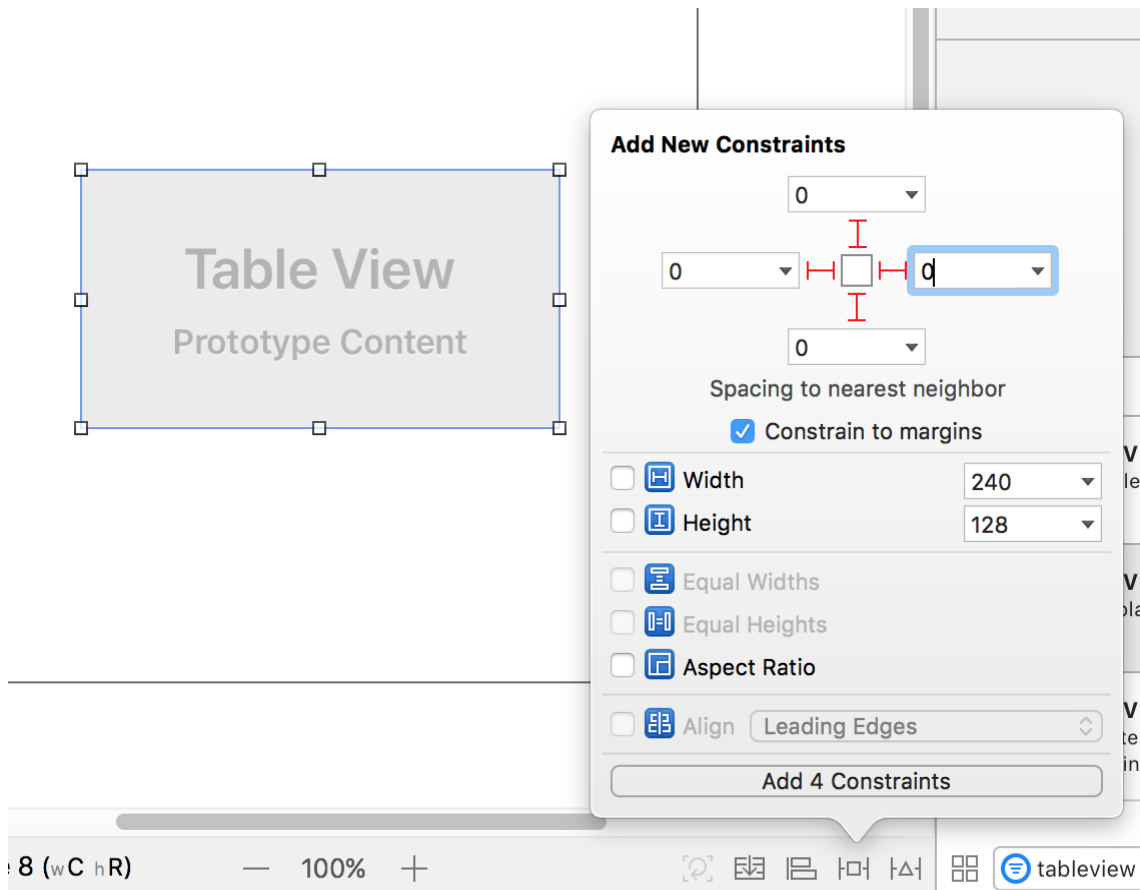 Add New Constraints
0
Table View
0
0
Prototype Content
0
Spacing to nearest neighbor
Constrain to margins
Width
240
Height
128
Equal Widths
Equal Heights
Aspect Ratio
Align
Leading Edges
Add 4 Constraints
8 (wC hR)
100%
tableview